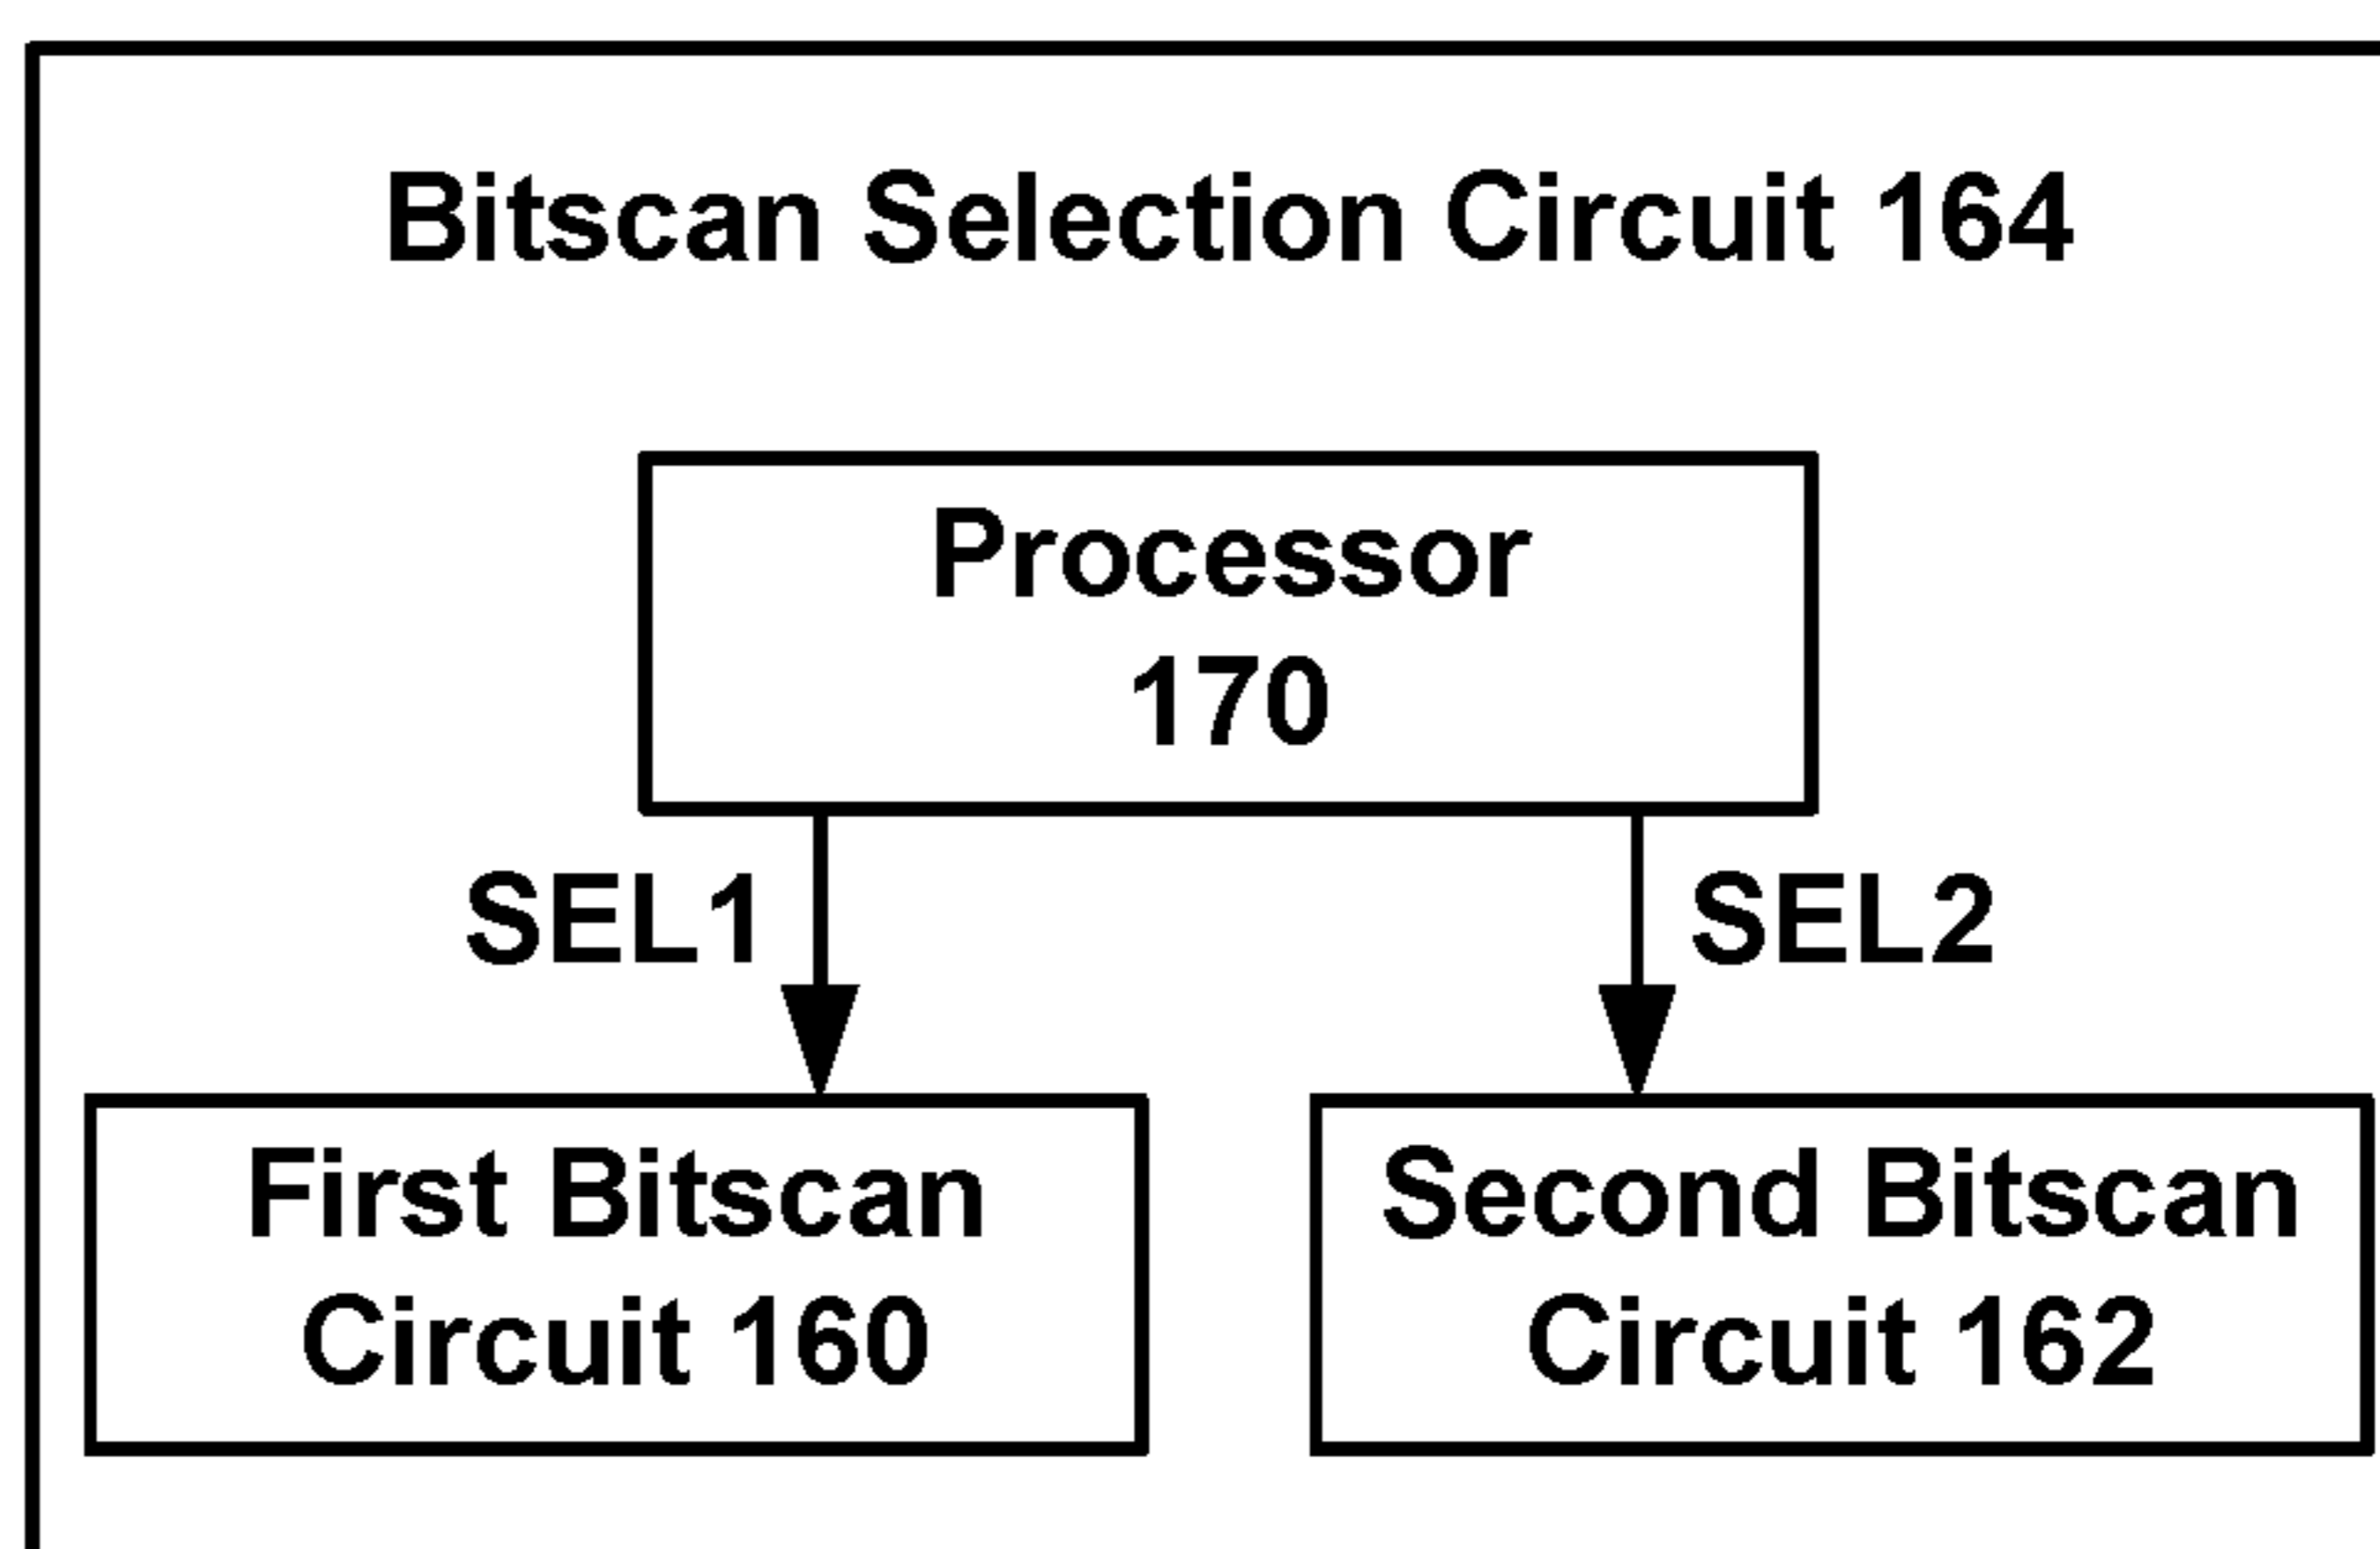 Bitscan Selection Circuit 164
Processor
170
SEL1
SEL2
First Bitscan
Circuit 160
Second Bitscan
Circuit 162